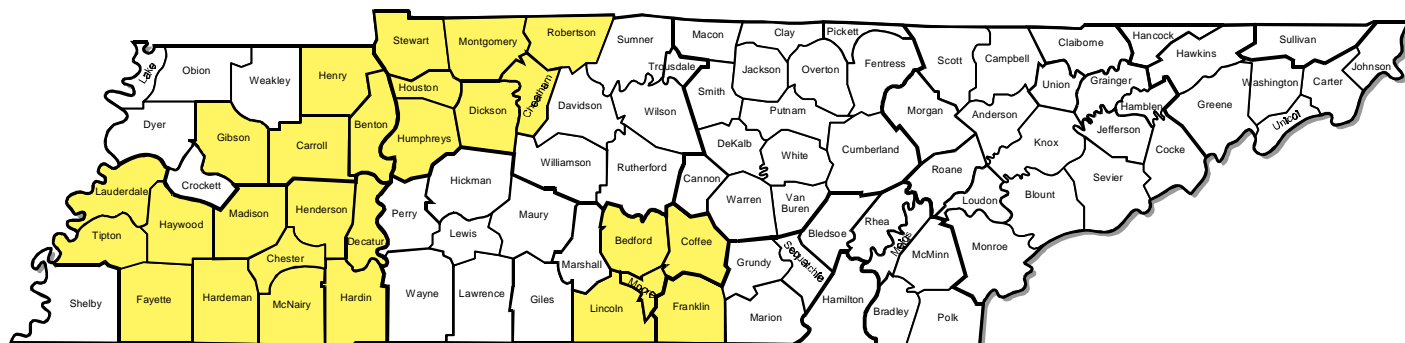 Stewart
Montgomery
Robertson
Sumner
Macon
Clay
Pickett
Fentress
Scott
Campbell
Claiborne
Hancock
Hawkins
Sullivan
Johnson
Lake
Obion
Weakley
Henry
Houston
Dickson
Cheatham
Davidson
Trousdale
Wilson
Smith
Jackson
Overton
Putnam
Morgan
Anderson
Union
Grainger
Hamblen
Greene
Washington
Carter
Unicoi
Dyer
Gibson
Carroll
Benton
Humphreys
Hickman
Williamson
Rutherford
Cannon
DeKalb
White
Cumberland
Roane
Knox
Jefferson
Cocke
Sevier
Lauderdale
Crockett
Haywood
Madison
Henderson
Decatur
Perry
Lewis
Maury
Marshall
Bedford
Coffee
Warren
Van
Buren
Bledsoe
Rhea
Meigs
McMinn
Loudon
Blount
Monroe
Tipton
Chester
Moore
Grundy
Sequatchie
Shelby
Fayette
Hardeman
McNairy
Hardin
Wayne
Lawrence
Giles
Lincoln
Franklin
Marion
Hamilton
Bradley
Polk